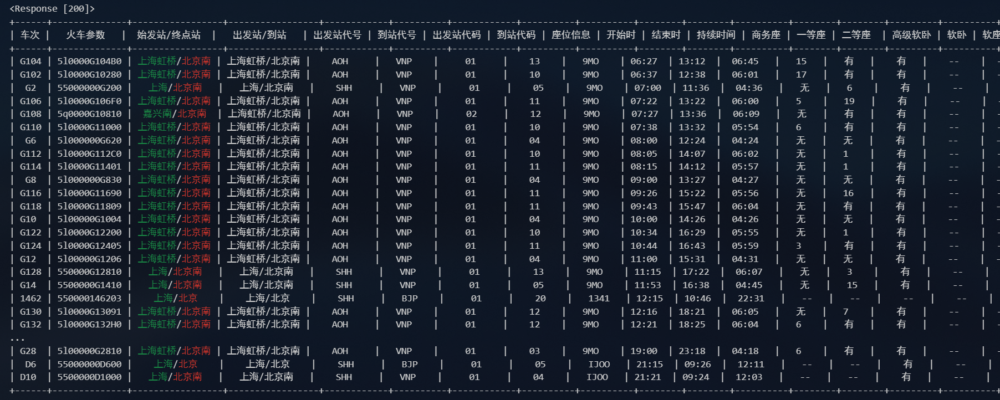 <Response [200]>
+------+--------------+-----------------+-----------------+------------+----------+------------+----------+----------+--------+--------+----------+--------+--------+--------+----------+------+
| 车次 | 火车参数 | 始发站/终点站 | 出发站/到站 | 出发站代号 | 到站代号 | 出发站代码 | 到站代码 | 座位信息 | 开始时 | 结束时 | 持续时间 | 商务座 | 一等座 | 二等座 | 高级软卧 | 软卧 | 软座
+------+--------------+-----------------+-----------------+------------+----------+------------+----------+----------+--------+--------+----------+--------+--------+--------+----------+------+
| G104 | 5l0000G104B0 | 上海虹桥/北京南 | 上海虹桥/北京南 | AOH | VNP | 01 | 13 | 9MO | 06:27 | 13:12 | 06:45 | 15 | 有 | 有 | -- | -
| G102 | 5l0000G10280 | 上海虹桥/北京南 | 上海虹桥/北京南 | AOH | VNP | 01 | 10 | 9MO | 06:37 | 12:38 | 06:01 | 17 | 有 | 有 | -- | -
| G2 | 55000000G200 | 上海/北京南 | 上海/北京南 | SHH | VNP | 01 | 05 | 9MO | 07:00 | 11:36 | 04:36 | 无 | 6 | 有 | -- |
| G106 | 5l0000G106F0 | 上海虹桥/北京南 | 上海虹桥/北京南 | AOH | VNP | 01 | 11 | 9MO | 07:22 | 13:22 | 06:00 | 5 | 19 | 有 | -- | -
| G108 | 5q0000G10810 | 嘉兴南/北京南 | 上海虹桥/北京南 | AOH | VNP | 02 | 12 | 9MO | 07:27 | 13:36 | 06:09 | 无 | 有 | 有 | -- |
| G110 | 5l0000G11000 | 上海虹桥/北京南 | 上海虹桥/北京南 | AOH | VNP | 01 | 10 | 9MO | 07:38 | 13:32 | 05:54 | 6 | 有 | 有 | -- | -
| G6 | 5l000000G620 | 上海虹桥/北京南 | 上海虹桥/北京南 | AOH | VNP | 01 | 04 | 9MO | 08:00 | 12:24 | 04:24 | 无 | 无 | 有 | -- | -
| G112 | 5l0000G112C0 | 上海虹桥/北京南 | 上海虹桥/北京南 | AOH | VNP | 01 | 10 | 9MO | 08:05 | 14:07 | 06:02 | 无 | 1 | 有 | -- | -
| G114 | 5l0000G11401 | 上海虹桥/北京南 | 上海虹桥/北京南 | AOH | VNP | 01 | 11 | 9MO | 08:15 | 14:12 | 05:57 | 无 | 1 | 有 | -- | -
| G8 | 5l000000G830 | 上海虹桥/北京南 | 上海虹桥/北京南 | AOH | VNP | 01 | 04 | 9MO | 09:00 | 13:27 | 04:27 | 无 | 无 | 有 | -- | -
| G116 | 5l0000G11690 | 上海虹桥/北京南 | 上海虹桥/北京南 | AOH | VNP | 01 | 11 | 9MO | 09:26 | 15:22 | 05:56 | 无 | 16 | 有 | -- | -
| G118 | 5l0000G11809 | 上海虹桥/北京南 | 上海虹桥/北京南 | AOH | VNP | 01 | 11 | 9MO | 09:43 | 15:47 | 06:04 | 无 | 有 | 有 | -- | -
| G10 | 5l00000G1004 | 上海虹桥/北京南 | 上海虹桥/北京南 | AOH | VNP | 01 | 04 | 9MO | 10:00 | 14:26 | 04:26 | 无 | 无 | 有 | -- | -
| G122 | 5l0000G12200 | 上海虹桥/北京南 | 上海虹桥/北京南 | AOH | VNP | 01 | 10 | 9MO | 10:34 | 16:29 | 05:55 | 无 | 1 | 有 | -- | -
| G124 | 5l0000G12405 | 上海虹桥/北京南 | 上海虹桥/北京南 | AOH | VNP | 01 | 11 | 9MO | 10:44 | 16:43 | 05:59 | 3 | 有 | 有 | -- | -
| G12 | 5l00000G1206 | 上海虹桥/北京南 | 上海虹桥/北京南 | AOH | VNP | 01 | 04 | 9MO | 11:00 | 15:31 | 04:31 | 无 | 无 | 有 | -- | -
| G128 | 550000G12810 | 上海/北京南 | 上海/北京南 | SHH | VNP | 01 | 13 | 9MO | 11:15 | 17:22 | 06:07 | 无 | 3 | 有 | -- |
| G14 | 5500000G1410 | 上海/北京南 | 上海/北京南 | SHH | VNP | 01 | 05 | 9MO | 11:53 | 16:38 | 04:45 | 无 | 15 | 有 | -- |
| 1462 | 550000146203 | 上海/北京 | 上海/北京 | SHH | BJP | 01 | 20 | 1341 | 12:15 | 10:46 | 22:31 | -- | -- | -- | -- |
| G130 | 5l0000G13091 | 上海虹桥/北京南 | 上海虹桥/北京南 | AOH | VNP | 01 | 12 | 9MO | 12:16 | 18:21 | 06:05 | 无 | 7 | 有 | -- | -
| G132 | 5l0000G132H0 | 上海虹桥/北京南 | 上海虹桥/北京南 | AOH | VNP | 01 | 12 | 9MO | 12:21 | 18:25 | 06:04 | 6 | 有 | 有 | -- | -
...
| G28 | 5l00000G2810 | 上海虹桥/北京南 | 上海虹桥/北京南 | AOH | VNP | 01 | 03 | 9MO | 19:00 | 23:18 | 04:18 | 6 | 有 | 有 | -- | -
| D6 | 55000000D600 | 上海/北京 | 上海/北京 | SHH | BJP | 01 | 05 | IJOO | 21:15 | 09:26 | 12:11 | -- | -- | 有 | -- |
| D10 | 5500000D1000 | 上海/北京南 | 上海/北京南 | SHH | VNP | 01 | 04 | IJOO | 21:21 | 09:24 | 12:03 | -- | -- | 有 | -- |
+------+--------------+-----------------+-----------------+------------+----------+------------+----------+----------+--------+--------+----------+--------+--------+--------+----------+------+